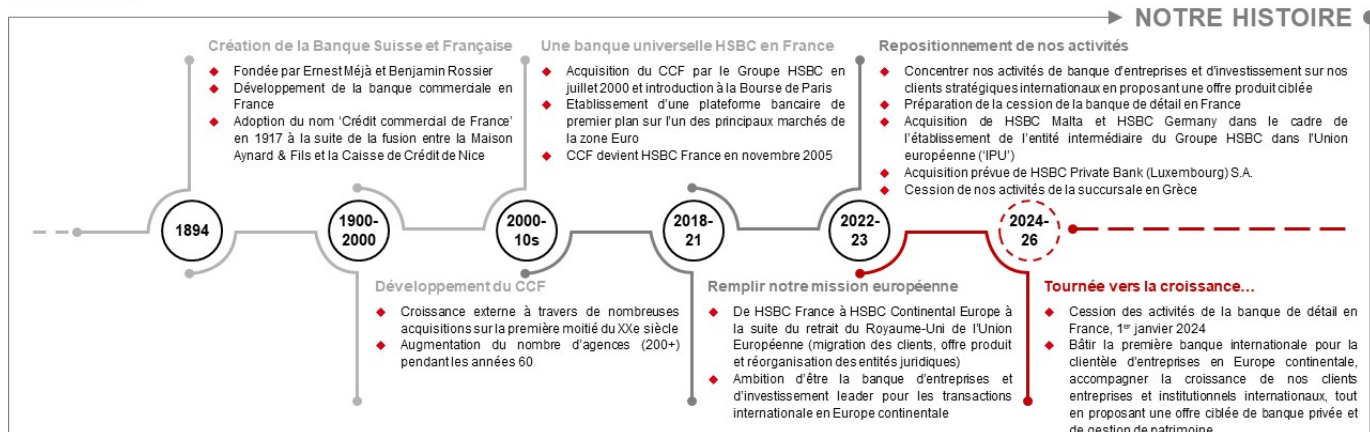 NOTRE HISTOIRE
Création de la Banque Suisse et Française
Fondée par Ernest Méjà et Benjamin Rossier
Développement de la banque commerciale en
France
Adoption du nom ‘Crédit commercial de France’
en 1917 à la suite de la fusion entre la Maison
Aynard & Fils et la Caisse de Crédit de Nice
Une banque universelle HSBC en France
Acquisition du CCF par le Groupe HSBC en
juillet 2000 et introduction à la Bourse de Paris
Etablissement d’une plateforme bancaire de
premier plan sur l’un des principaux marchés de
la zone Euro
CCF devient HSBC France en novembre 2005
Repositionnement de nos activités
Concentrer nos activités de banque d’entreprises et d’investissement sur nos
clients stratégiques internationaux en proposant une offre produit ciblée
Préparation de la cession de la banque de détail en France
Acquisition de HSBC Malta et HSBC Germany dans le cadre de
l’établissement de l’entité intermédiaire du Groupe HSBC dans l’Union
européenne (‘IPU’)
Acquisition prévue de HSBC Private Bank (Luxembourg) S.A.
Cession de nos activités de la succursale en Grèce
1894
1900-
2000
2000-
10s
2018-
21
2022-
23
2024-
26
Développement du CCF
Croissance externe à travers de nombreuses
acquisitions sur la première moitié du XXe siècle
Augmentation du nombre d’agences (200+)
pendant les années 60
Remplir notre mission européenne
De HSBC France à HSBC Continental Europe à
la suite du retrait du Royaume-Uni de l’Union
Européenne (migration des clients, offre produit
et réorganisation des entités juridiques)
Ambition d’être la banque d’entreprises et
d’investissement leader pour les transactions
internationale en Europe continentale
Tournée vers la croissance…
Cession des activités de la banque de détail en
France, 1er janvier 2024
Bâtir la première banque internationale pour la
clientèle d’entreprises en Europe continentale,
accompagner la croissance de nos clients
entreprises et institutionnels internationaux, tout
en proposant une offre ciblée de banque privée et
de gestion de patrimoine